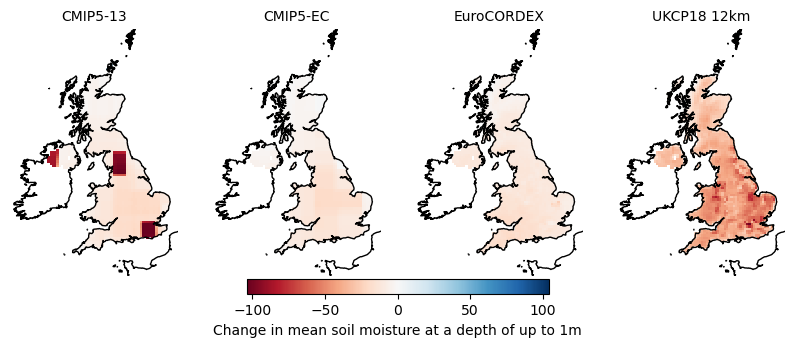 CMIP5-13 CMIP5-EC EuroCORDEX UKCP18 12km
−100 −50 0 50 100
Change in mean soil moisture at a depth of up to 1m